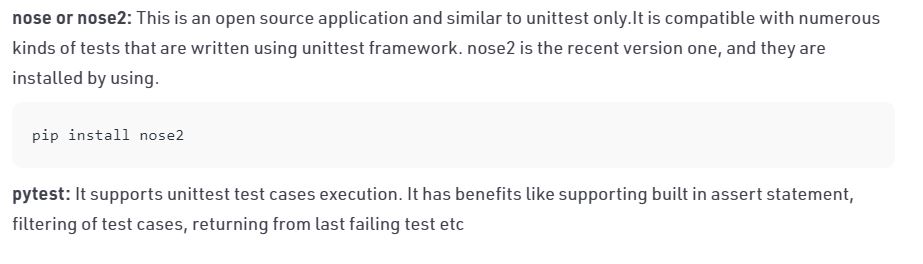 nose or nose2: This is an open source application and similar to unittest only.It is compatible with numerous
kinds of tests that are written using unittest framework. nose2 is the recent version one, and they are
installed by using.
pip install nose2
pytest: It supports unittest test cases execution. It has benefits like supporting built in assert statement,
filtering of test cases, returning from last failing test etc